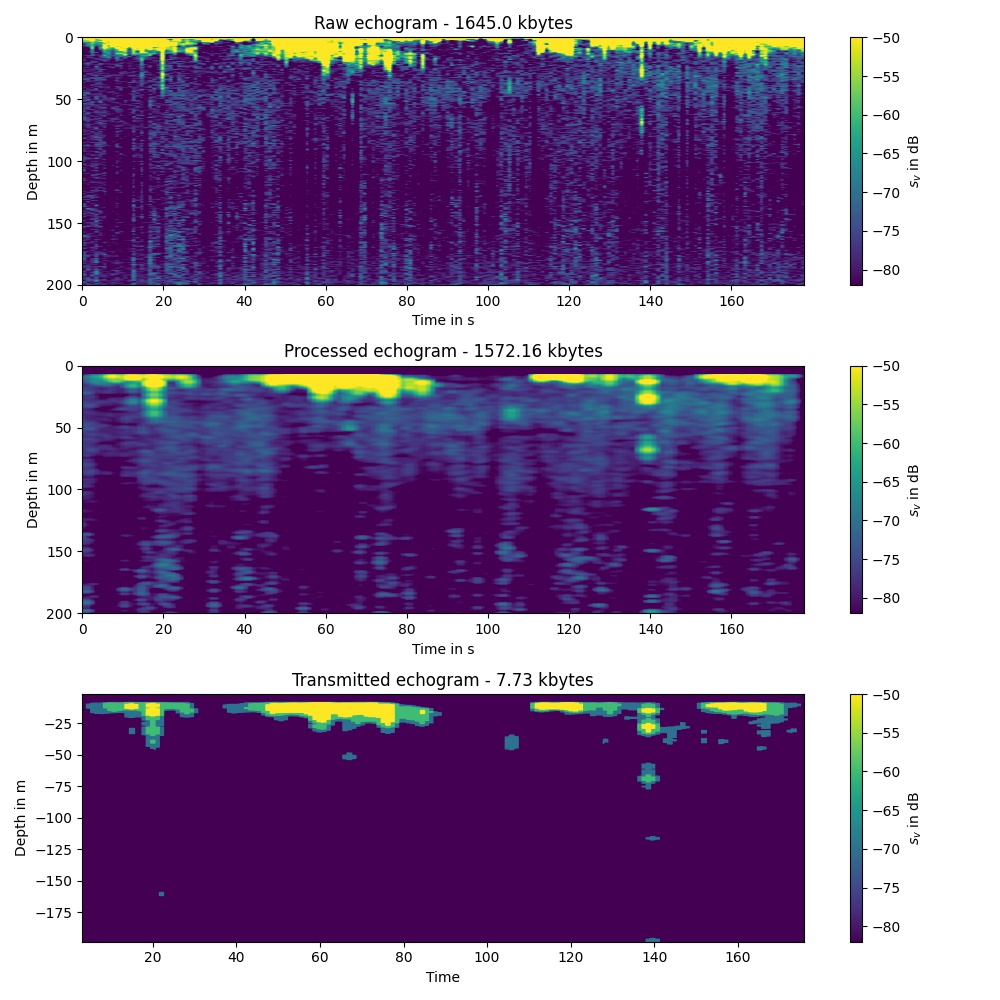 Raw echogram - 1645.0 kbytes
0
50
100
150
200
Depth in m
0 20 40 60 80 100 120 140 160
Time in s
−50
−55
−60
−65
−70
−75
−80
s_v in dB
Processed echogram - 1572.16 kbytes
0
50
100
150
200
Depth in m
0 20 40 60 80 100 120 140 160
Time in s
−50
−55
−60
−65
−70
−75
−80
s_v in dB
Transmitted echogram - 7.73 kbytes
−25
−50
−75
−100
−125
−150
−175
Depth in m
20 40 60 80 100 120 140 160
Time
−50
−55
−60
−65
−70
−75
−80
s_v in dB